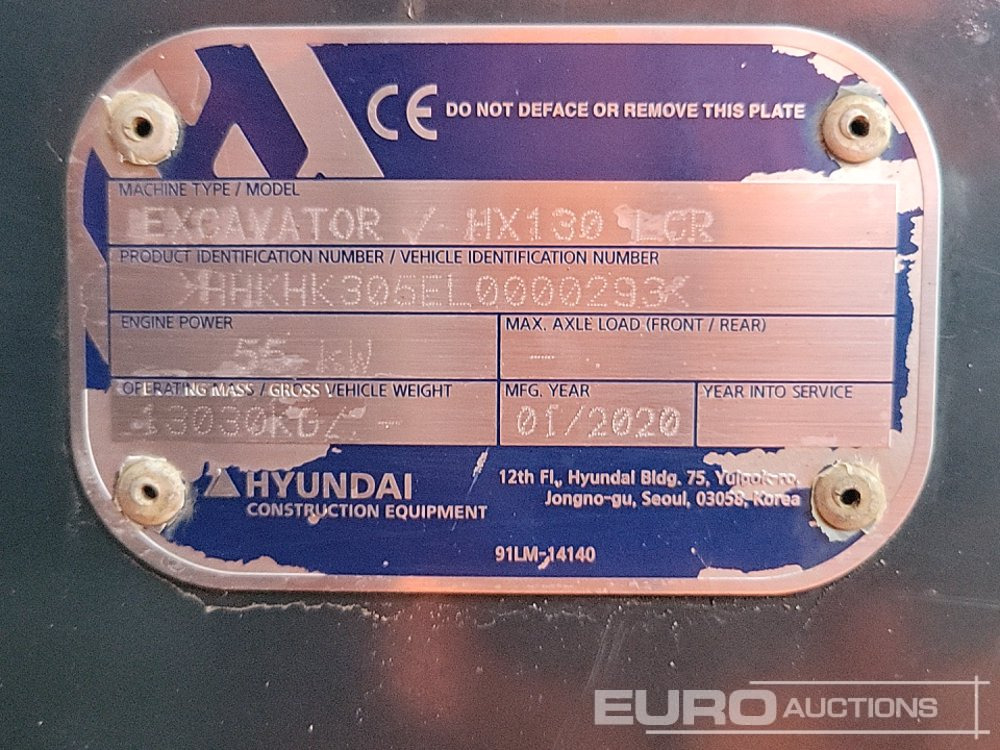 CE DO NOT DEFACE OR REMOVE THIS PLATE
MACHINE TYPE / MODEL
EXCAVATOR / HX130 LCR
PRODUCT IDENTIFICATION NUMBER / VEHICLE IDENTIFICATION NUMBER
*HHKHK306EL0000293*
ENGINE POWER
55 kW
MAX. AXLE LOAD (FRONT / REAR)
-
OPERATING MASS / GROSS VEHICLE WEIGHT
13030KG/ -
MFG. YEAR
01/2020
YEAR INTO SERVICE
HYUNDAI
CONSTRUCTION EQUIPMENT
12th Fl., Hyundai Bldg. 75,
Jongno-gu, Seoul, 03058, Korea
91LM-14140
EURO AUCTIONS